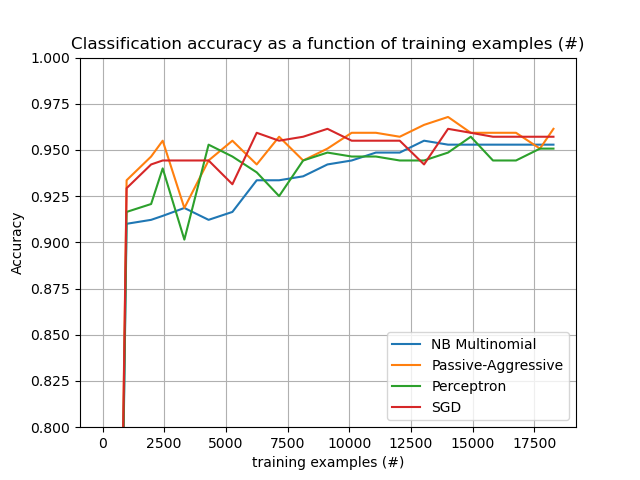 Classification accuracy as a function of training examples (#)
1.000
0.975
0.950
0.925
0.900
0.875
0.850
0.825
0.800
Accuracy
0 2500 5000 7500 10000 12500 15000 17500
training examples (#)
NB Multinomial
Passive-Aggressive
Perceptron
SGD